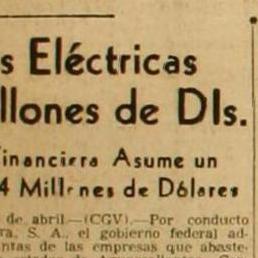 s Eléctricas
llones de Dls.
inanciera Asume un
4 Millones de Dólares
de abril.—(CGV).—Por conducto
ra, S. A., el gobierno federal ad-
ntas de las empresas que abaste-